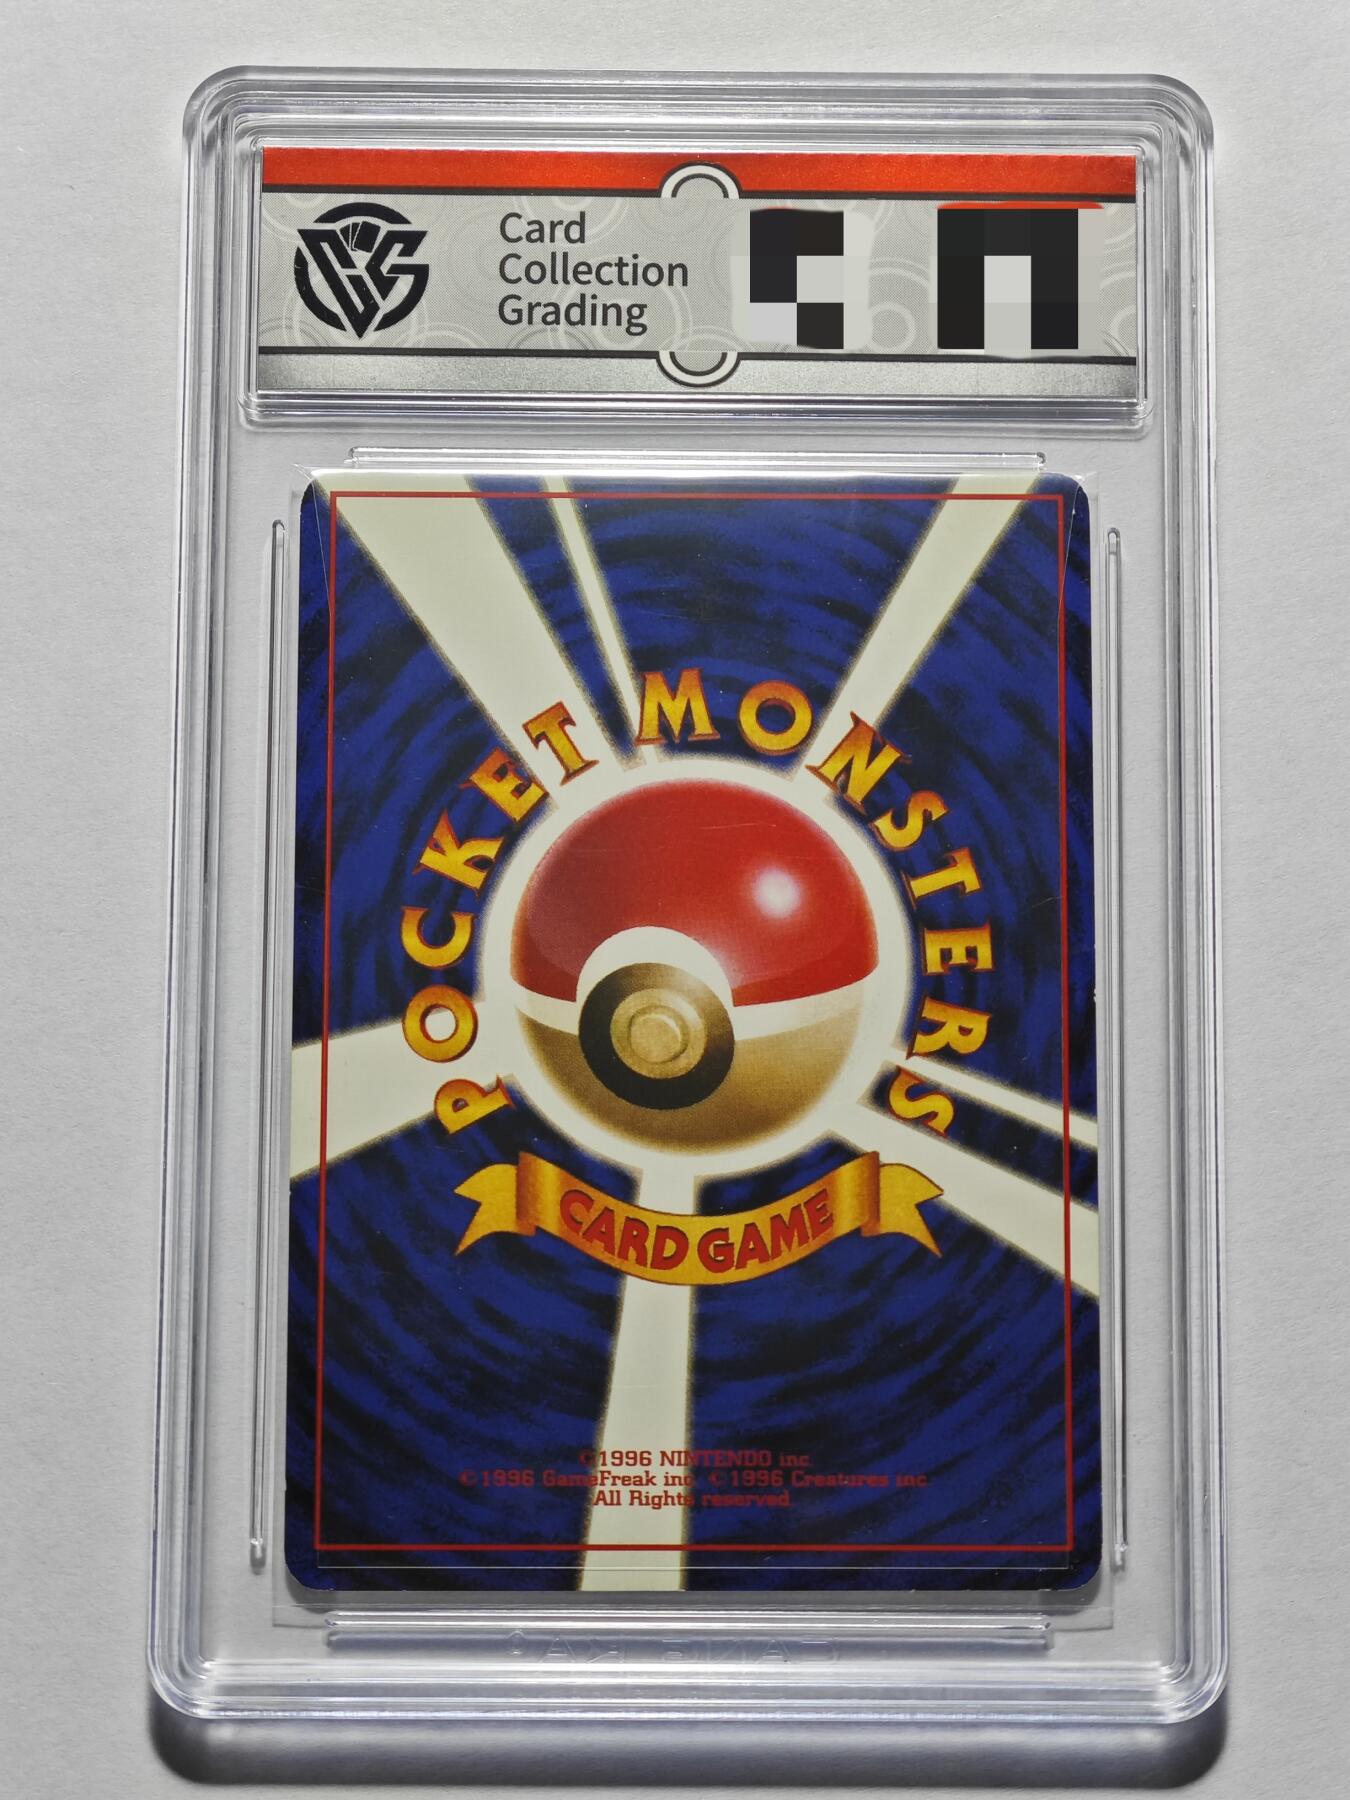 Card
Collection
Grading
POCKET MONSTERS
CARD GAME
©1996 NINTENDO inc.
©1996 GameFreak inc. ©1996 Creatures inc.
All Rights reserved.